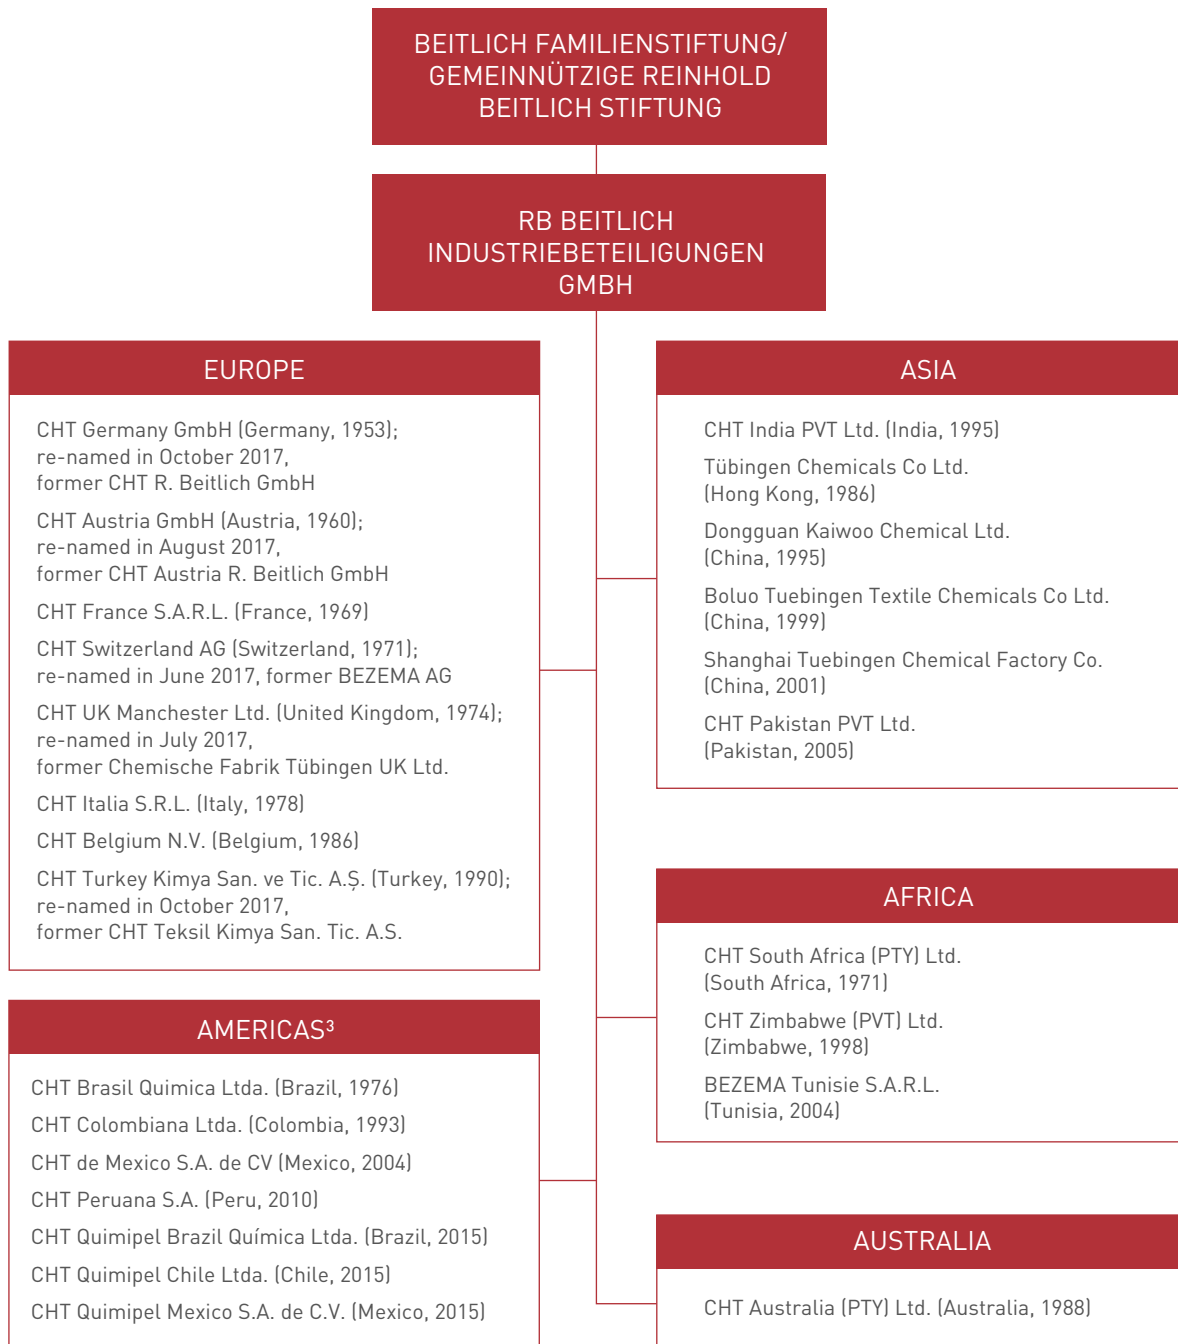 BEITLICH FAMILIENSTIFTUNG/
GEMEINNÜTZIGE REINHOLD
BEITLICH STIFTUNG
RB BEITLICH
INDUSTRIEBETEILIGUNGEN
GMBH
EUROPE
CHT Germany GmbH (Germany, 1953);
re-named in October 2017,
former CHT R. Beitlich GmbH
CHT Austria GmbH (Austria, 1960);
re-named in August 2017,
former CHT Austria R. Beitlich GmbH
CHT France S.A.R.L. (France, 1969)
CHT Switzerland AG (Switzerland, 1971);
re-named in June 2017, former BEZEMA AG
CHT UK Manchester Ltd. (United Kingdom, 1974);
re-named in July 2017,
former Chemische Fabrik Tübingen UK Ltd.
CHT Italia S.R.L. (Italy, 1978)
CHT Belgium N.V. (Belgium, 1986)
CHT Turkey Kimya San. ve Tic. A.Ş. (Turkey, 1990);
re-named in October 2017,
former CHT Teksil Kimya San. Tic. A.S.
AMERICAS³
CHT Brasil Quimica Ltda. (Brazil, 1976)
CHT Colombiana Ltda. (Colombia, 1993)
CHT de Mexico S.A. de CV (Mexico, 2004)
CHT Peruana S.A. (Peru, 2010)
CHT Quimipel Brazil Química Ltda. (Brazil, 2015)
CHT Quimipel Chile Ltda. (Chile, 2015)
CHT Quimipel Mexico S.A. de C.V. (Mexico, 2015)
ASIA
CHT India PVT Ltd. (India, 1995)
Tübingen Chemicals Co Ltd.
(Hong Kong, 1986)
Dongguan Kaiwoo Chemical Ltd.
(China, 1995)
Boluo Tuebingen Textile Chemicals Co Ltd.
(China, 1999)
Shanghai Tuebingen Chemical Factory Co.
(China, 2001)
CHT Pakistan PVT Ltd.
(Pakistan, 2005)
AFRICA
CHT South Africa (PTY) Ltd.
(South Africa, 1971)
CHT Zimbabwe (PVT) Ltd.
(Zimbabwe, 1998)
BEZEMA Tunisie S.A.R.L.
(Tunisia, 2004)
AUSTRALIA
CHT Australia (PTY) Ltd. (Australia, 1988)